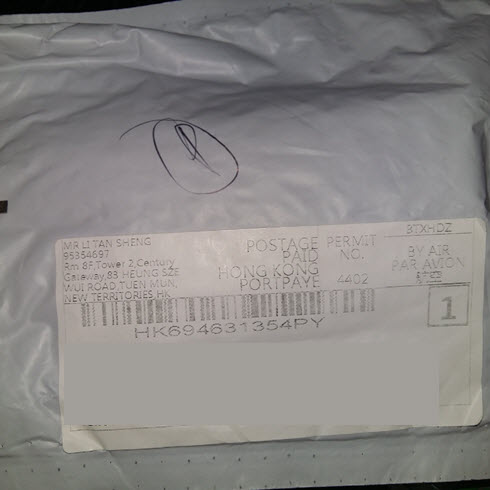 BTXHDZ
MR LI TAN SHENG
95354697
Rm 8F,Tower 2,Century
Gateway,83 HEUNG SZE
WUI ROAD,TUEN MUN,
NEW TERRITORIES,HK
POSTAGE
PAID
HONG KONG
PORT PAYE
PERMIT
NO.
4402
BY AIR
PAR AVION
1
HK694631354PY